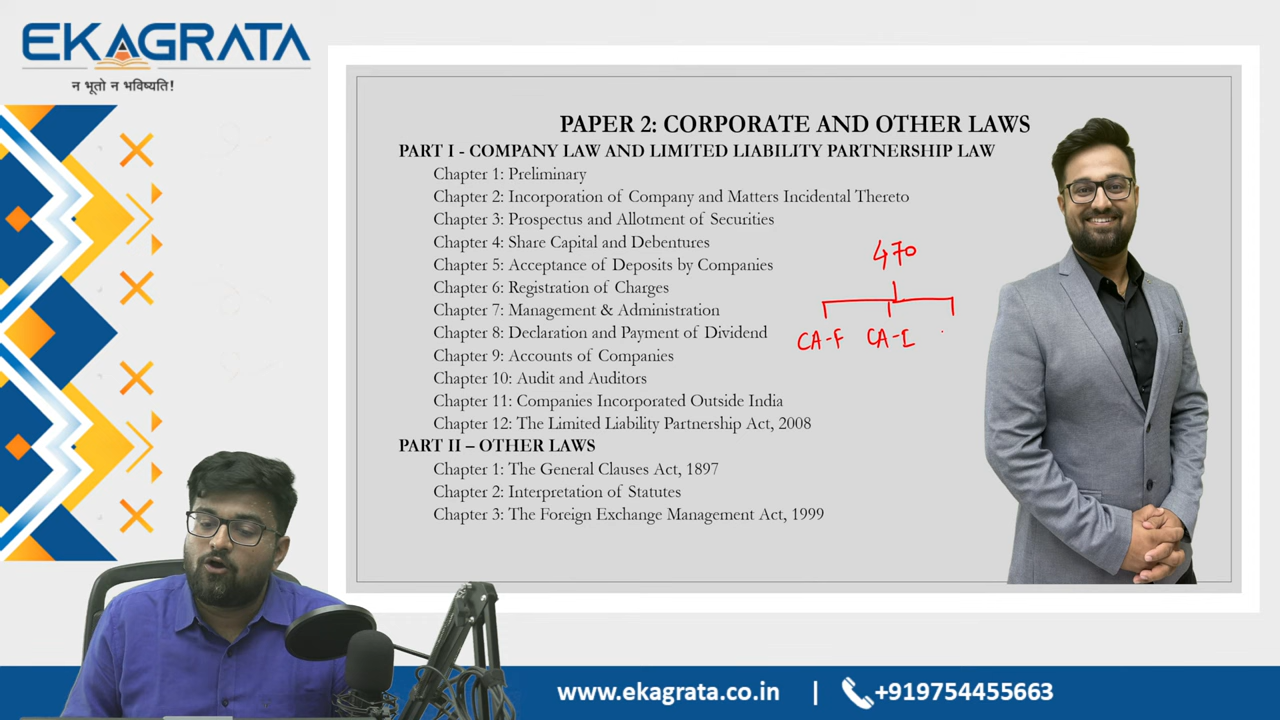 EKAGRATA
न भूतो न भविष्यति!
PAPER 2: CORPORATE AND OTHER LAWS
PART I - COMPANY LAW AND LIMITED LIABILITY PARTNERSHIP LAW
Chapter 1: Preliminary
Chapter 2: Incorporation of Company and Matters Incidental Thereto
Chapter 3: Prospectus and Allotment of Securities
Chapter 4: Share Capital and Debentures
Chapter 5: Acceptance of Deposits by Companies
Chapter 6: Registration of Charges
Chapter 7: Management & Administration
Chapter 8: Declaration and Payment of Dividend
Chapter 9: Accounts of Companies
Chapter 10: Audit and Auditors
Chapter 11: Companies Incorporated Outside India
Chapter 12: The Limited Liability Partnership Act, 2008
PART II – OTHER LAWS
Chapter 1: The General Clauses Act, 1897
Chapter 2: Interpretation of Statutes
Chapter 3: The Foreign Exchange Management Act, 1999
470
CA-F CA-I
www.ekagrata.co.in | +919754455663